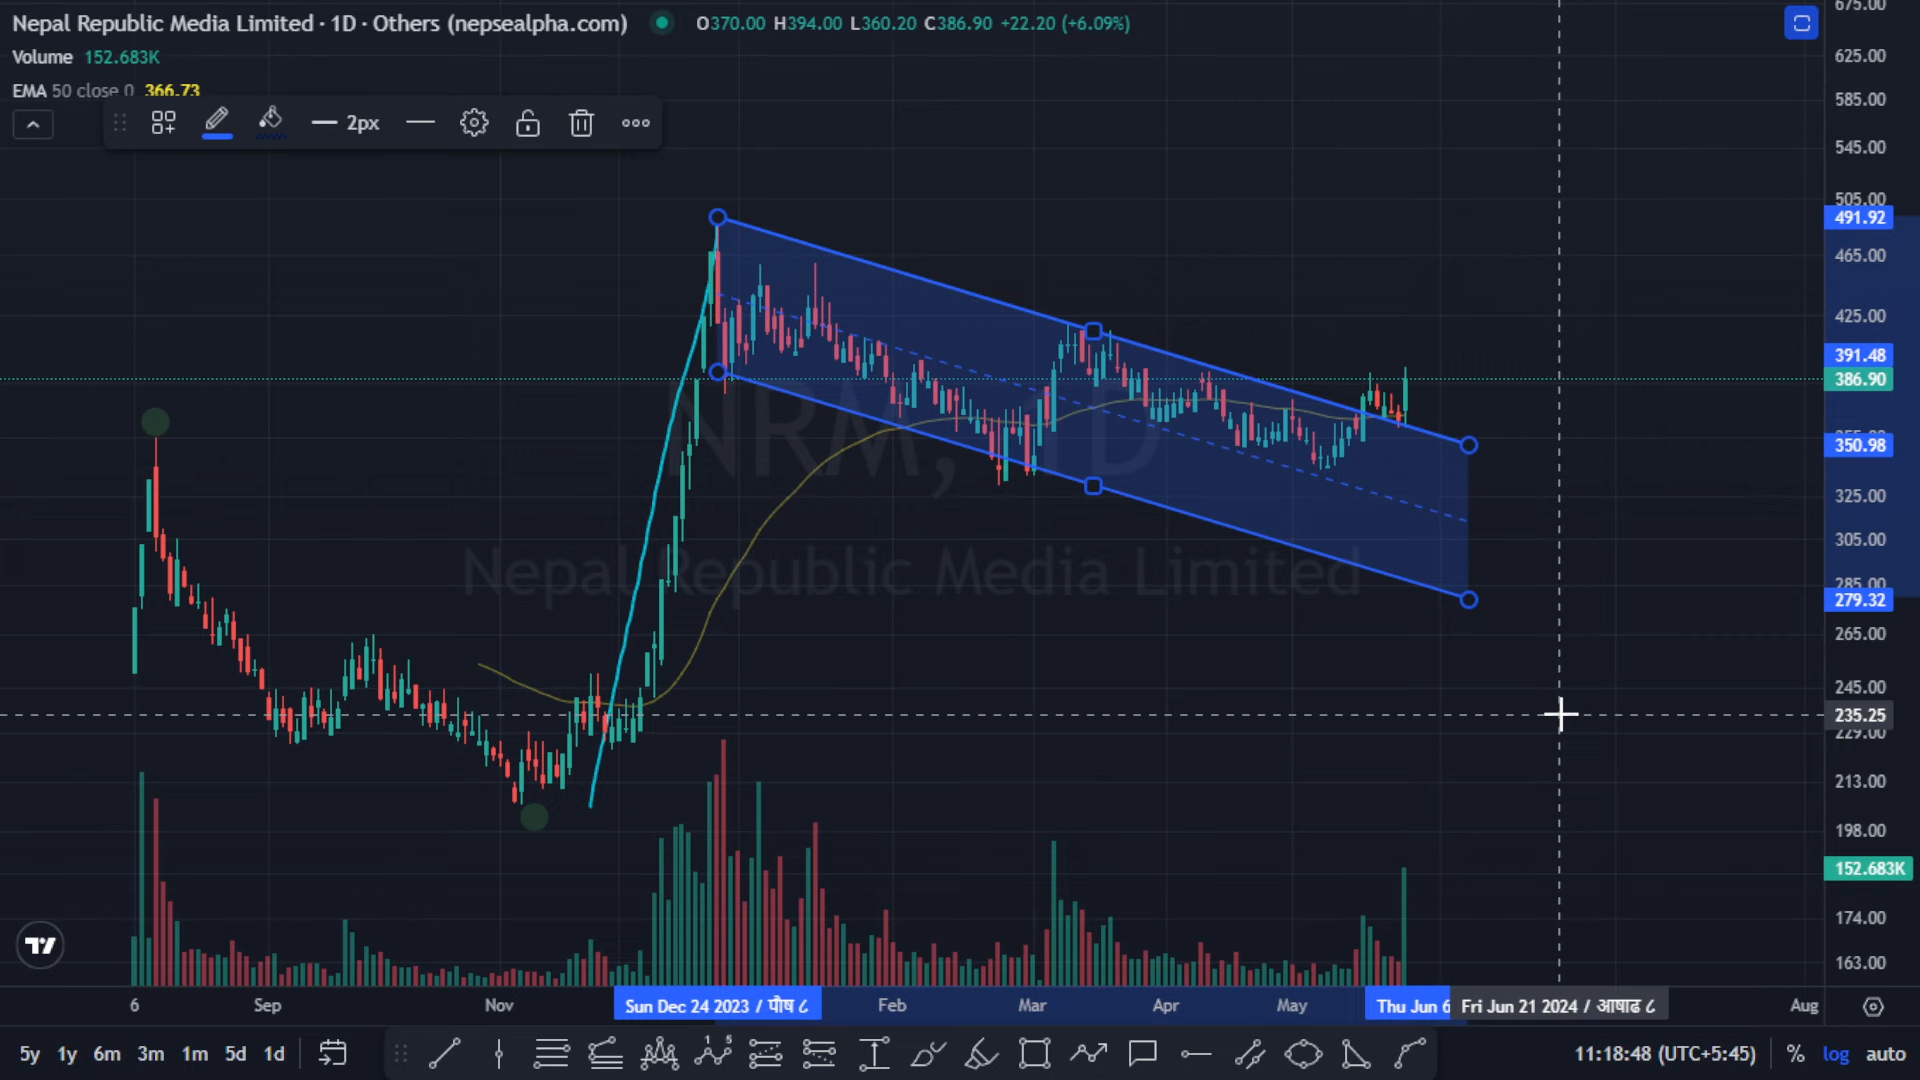 Nepal Republic Media Limited · 1D · Others (nepsealpha.com) O370.00 H394.00 L360.20 C386.90 +22.20 (+6.09%)
Volume 152.683K
EMA 50 close 0 366.73
2px
675.00
625.00
585.00
545.00
505.00
491.92
465.00
425.00
391.48
386.90
350.98
325.00
305.00
285.00
279.32
265.00
245.00
235.25
229.00
213.00
198.00
152.683K
174.00
163.00
NRM, 1D
Nepal Republic Media Limited
6 Sep Nov Sun Dec 24 2023 / पौष ८ Feb Mar Apr May Thu Jun 6 Fri Jun 21 2024 / आषाढ ८ Aug
5y 1y 6m 3m 1m 5d 1d 11:18:48 (UTC+5:45) % log auto